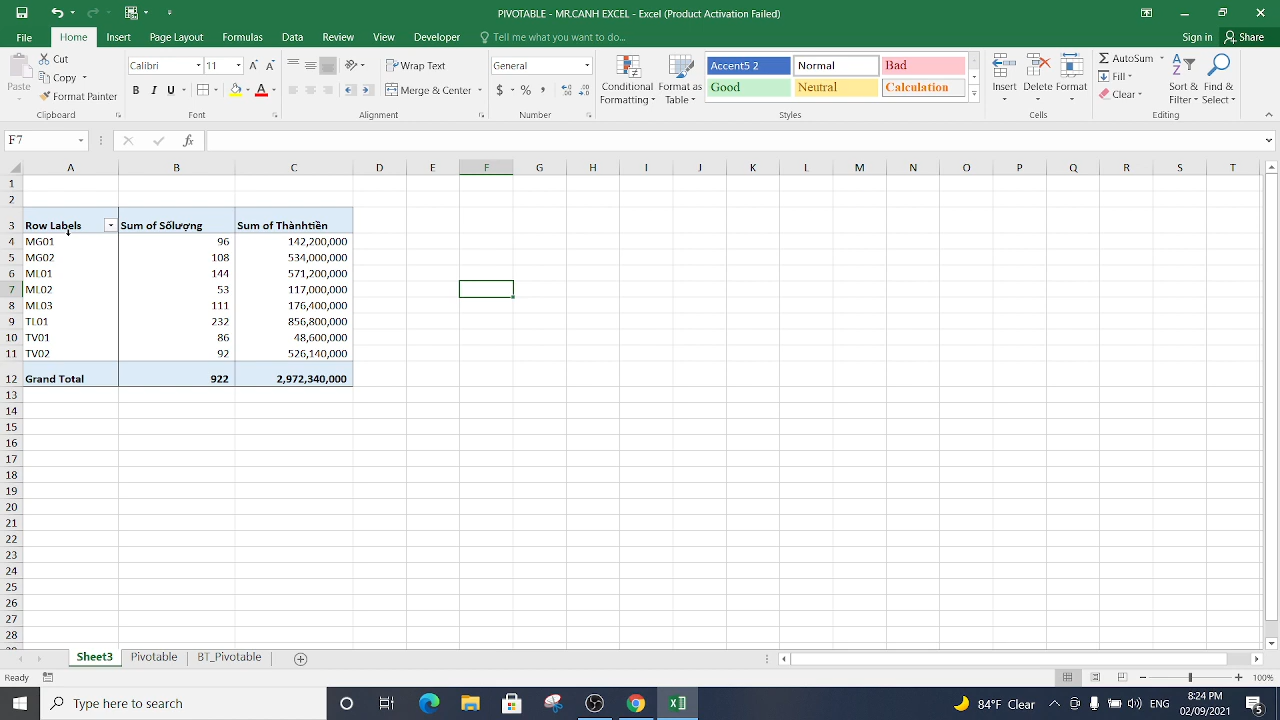 PIVOTABLE - MR.CANH EXCEL - Excel (Product Activation Failed)
File Home Insert Page Layout Formulas Data Review View Developer Tell me what you want to do... Sign in Share
Paste Cut Copy Format Painter Clipboard
Calibri 11 B I U A Font
Wrap Text Merge & Center Alignment
General $ % , Number
Conditional Formatting Format as Table
Accent5 2 Normal Bad
Good Neutral Calculation
Styles
Insert Delete Format Cells
AutoSum Fill Clear Sort & Filter Find & Select Editing
F7 fx
A B C D E F G H I J K L M N O P Q R S T
1
2
3 Row Labels Sum of Sốlượng Sum of Thànhtiền
4 MG01 96 142,200,000
5 MG02 108 534,000,000
6 ML01 144 571,200,000
7 ML02 53 117,000,000
8 ML03 111 176,400,000
9 TL01 232 856,800,000
10 TV01 86 48,600,000
11 TV02 92 526,140,000
12 Grand Total 922 2,972,340,000
13
14
15
16
17
18
19
20
21
22
23
24
25
26
27
28
Sheet3 Pivotable BT_Pivotable
Ready 100%
Type here to search 84°F Clear ENG 8:24 PM
02/09/2021